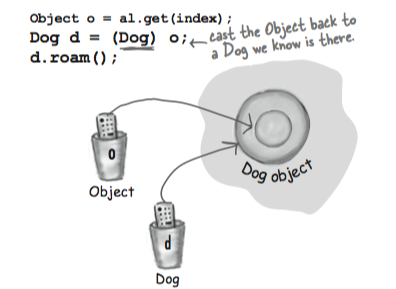 Object o = al.get(index);
Dog d = (Dog) o;
cast the Object back to
a Dog we know is there.
d.roam();
o
Object
Dog object
d
Dog